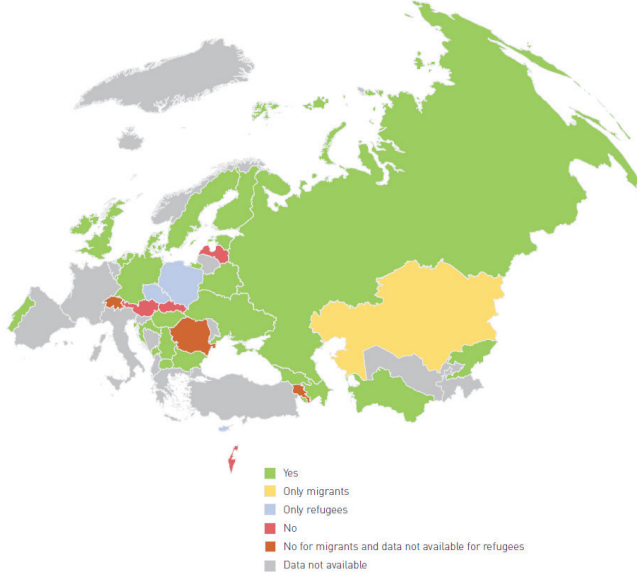 Yes
Only migrants
Only refugees
No
No for migrants and data not available for refugees
Data not available